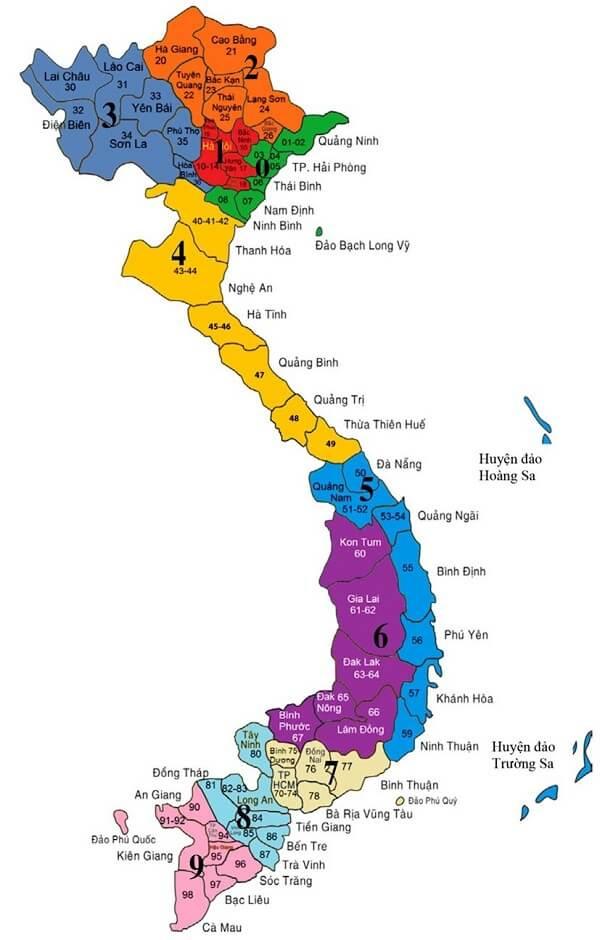 Hà Giang
20
Cao Bằng
21
2
Lai Châu
30
Lào Cai
31
Tuyên
Quang
22
Bắc Kạn
23
Lạng Sơn
24
33
Yên Bái
Thái
Nguyên
25
32
Điện Biên
3
34
Sơn La
Phú Thọ
35
Bắc
Giang
26
01-02
Quảng Ninh
Hà Nội
1
10-14
Bắc
Ninh
Hưng
Yên 17
18
03
04
05
0
TP. Hải Phòng
Hòa
Bình
06
Thái Bình
08
07
Nam Định
Ninh Bình
40-41-42
Đảo Bạch Long Vỹ
4
Thanh Hóa
43-44
Nghệ An
45-46
Hà Tĩnh
47
Quảng Bình
48
Quảng Trị
49
Thừa Thiên Huế
50
Đà Nẵng
Huyện đảo
Hoàng Sa
Quảng
Nam
51-52
5
53-54
Quảng Ngãi
Kon Tum
60
55
Bình Định
Gia Lai
61-62
6
56
Phú Yên
Đak Lak
63-64
57
Khánh Hòa
Đak 65
Nông
66
Bình
Phước
67
Lâm Đồng
59
Ninh Thuận
Huyện đảo
Trường Sa
Tây
Ninh
80
Bình 75
Dương
Đồng
Nai
76
7
77
Bình Thuận
Đồng Tháp
81
82-83
Long An
TP
HCM
70-74
78
Đảo Phú Quý
Bà Rịa Vũng Tàu
An Giang
90
91-92
8
84
Tiền Giang
Đảo Phú Quốc
Kiên Giang
94
85
86
Bến Tre
Hậu Giang
95
96
87
Trà Vinh
9
97
Sóc Trăng
98
Bạc Liêu
Cà Mau